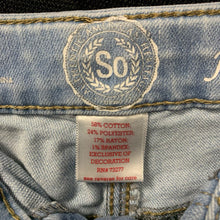 So
58% COTTON,
24% POLYESTER,
17% RAYON,
1% SPANDEX
EXCLUSIVE OF
DECORATION
RN# 73277